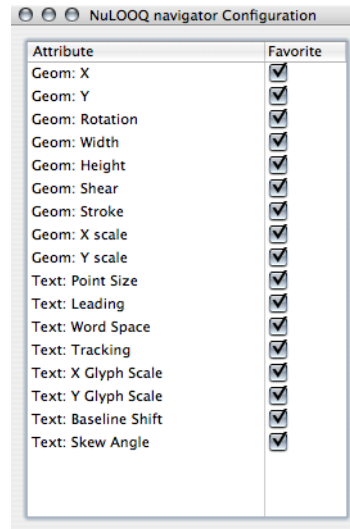 NuLOOQ navigator Configuration
Attribute Favorite
Geom: X
Geom: Y
Geom: Rotation
Geom: Width
Geom: Height
Geom: Shear
Geom: Stroke
Geom: X scale
Geom: Y scale
Text: Point Size
Text: Leading
Text: Word Space
Text: Tracking
Text: X Glyph Scale
Text: Y Glyph Scale
Text: Baseline Shift
Text: Skew Angle